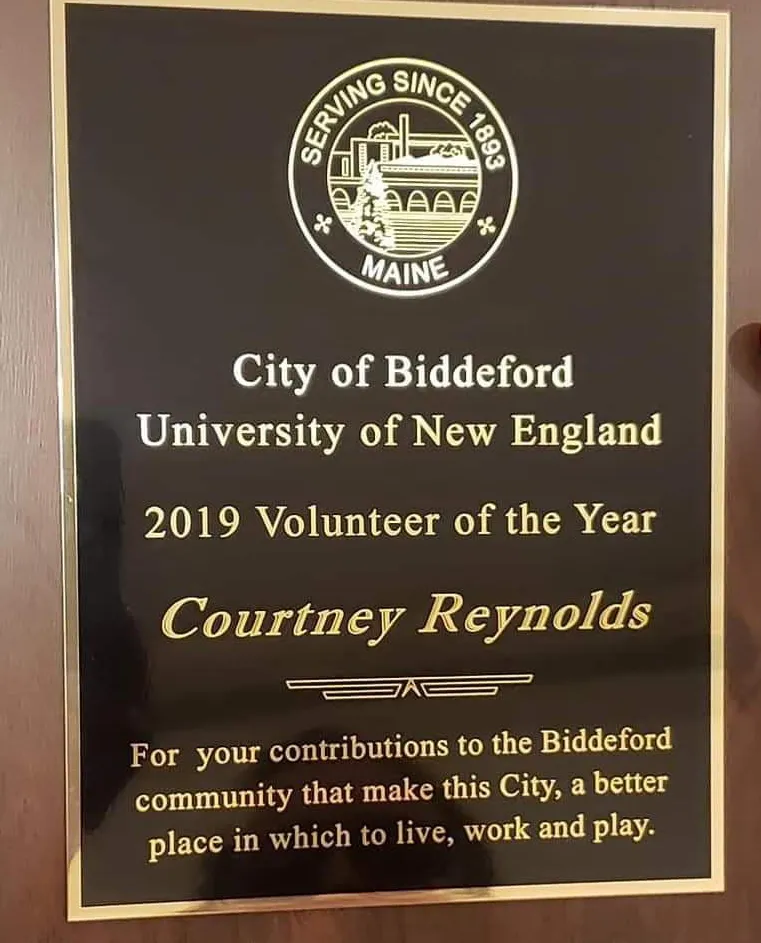 SERVING SINCE 1893
MAINE
City of Biddeford
University of New England
2019 Volunteer of the Year
Courtney Reynolds
For your contributions to the Biddeford
community that make this City, a better
place in which to live, work and play.